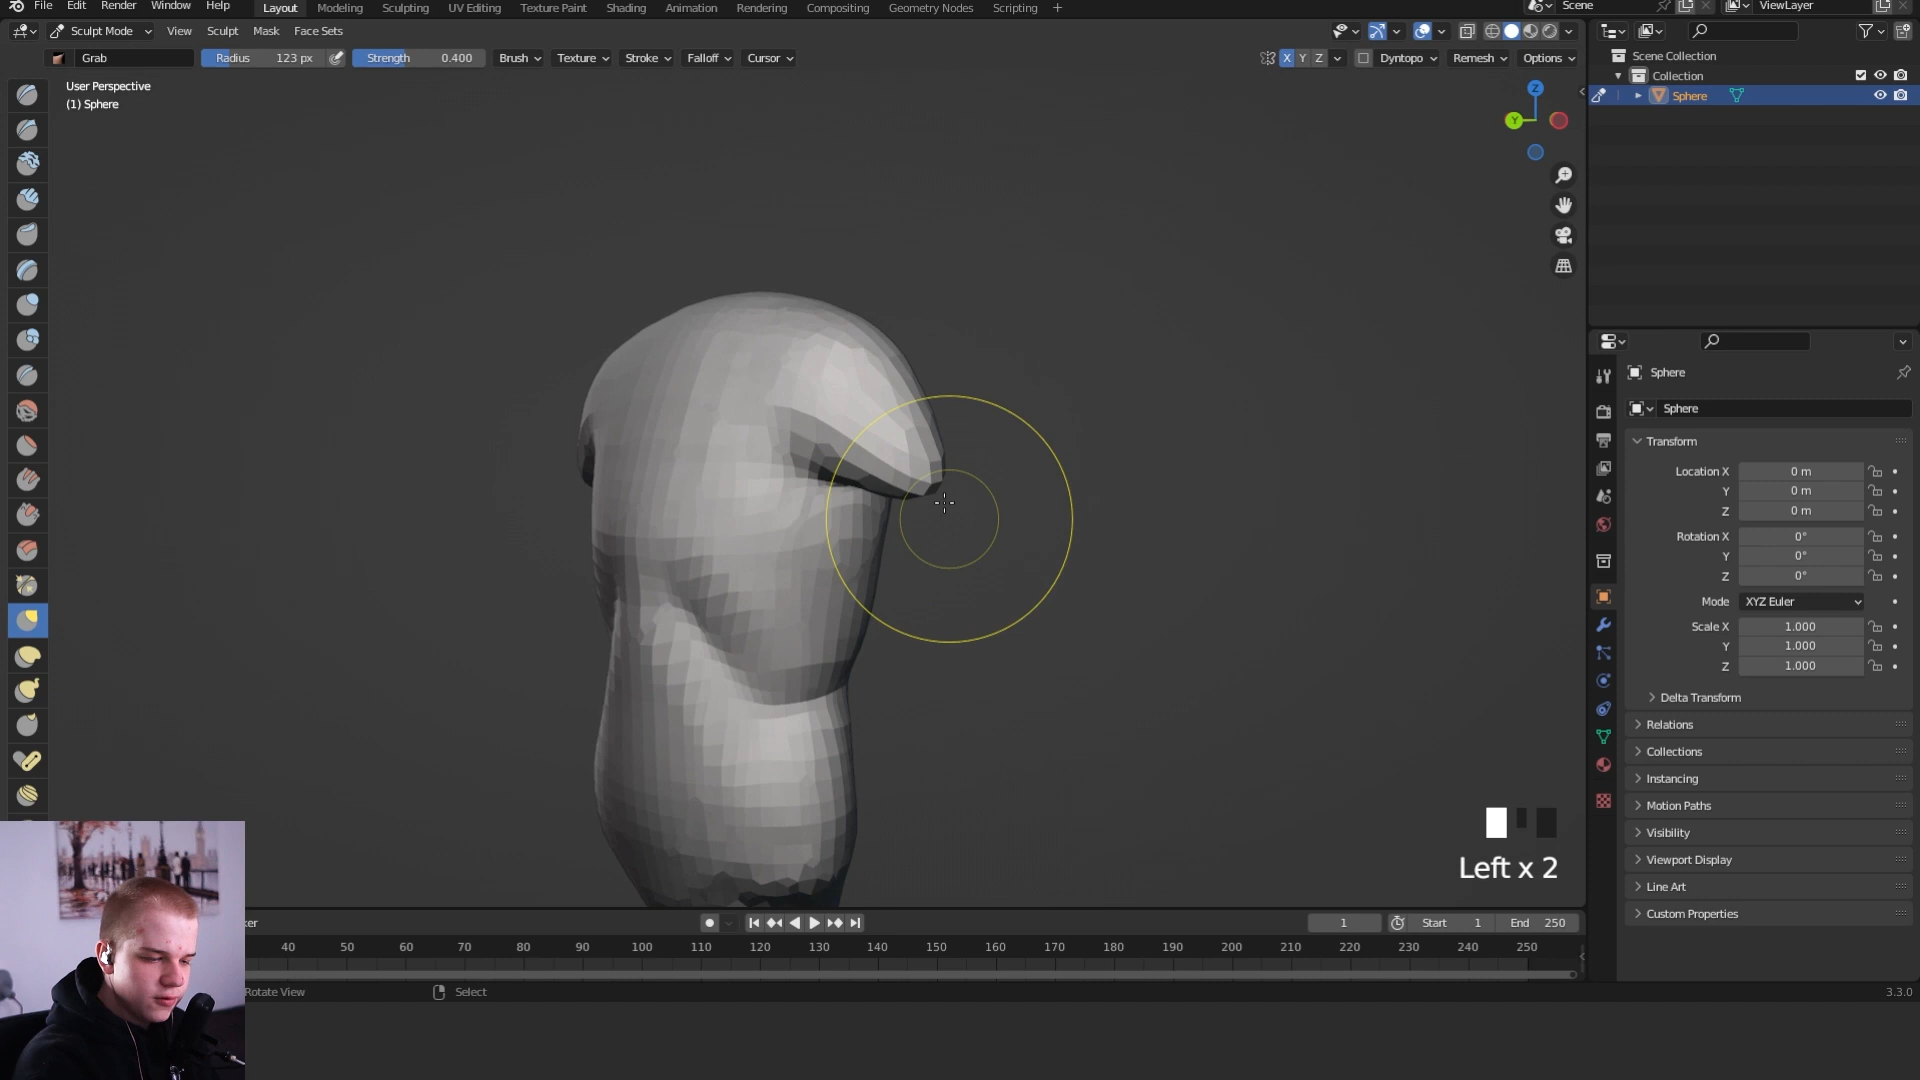 File Edit Render Window Help Layout Modeling Sculpting UV Editing Texture Paint Shading Animation Rendering Compositing Geometry Nodes Scripting + Scene ViewLayer
Sculpt Mode View Sculpt Mask Face Sets
Grab Radius 123 px Strength 0.400 Brush Texture Stroke Falloff Cursor X Y Z Dyntopo Remesh Options
User Perspective
(1) Sphere
Z
Y
Scene Collection
Collection
Sphere
Sphere
Sphere
Transform
Location X 0 m
Y 0 m
Z 0 m
Rotation X 0°
Y 0°
Z 0°
Mode XYZ Euler
Scale X 1.000
Y 1.000
Z 1.000
Delta Transform
Relations
Collections
Instancing
Motion Paths
Visibility
Viewport Display
Line Art
Custom Properties
Left x 2
ker 1 Start 1 End 250
40 50 60 70 80 90 100 110 120 130 140 150 160 170 180 190 200 210 220 230 240 250
Rotate View Select 3.3.0